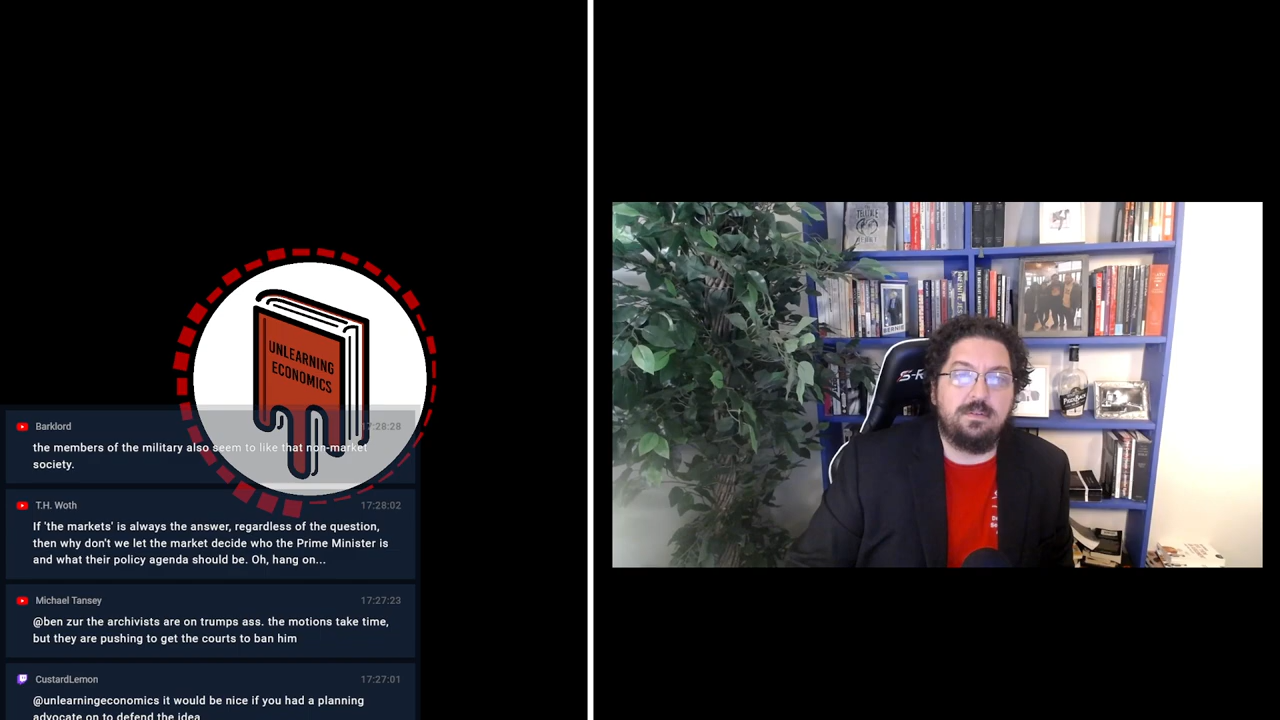 UNLEARNING
ECONOMICS
Barklord
17:28:28
the members of the military also seem to like that non-market
society.
T.H. Woth
17:28:02
If 'the markets' is always the answer, regardless of the question,
then why don't we let the market decide who the Prime Minister is
and what their policy agenda should be. Oh, hang on...
Michael Tansey
17:27:23
@ben zur the archivists are on trumps ass. the motions take time,
but they are pushing to get the courts to ban him
CustardLemon
17:27:01
@unlearningeconomics it would be nice if you had a planning
advocate on to defend the idea
BERNIE
S-R